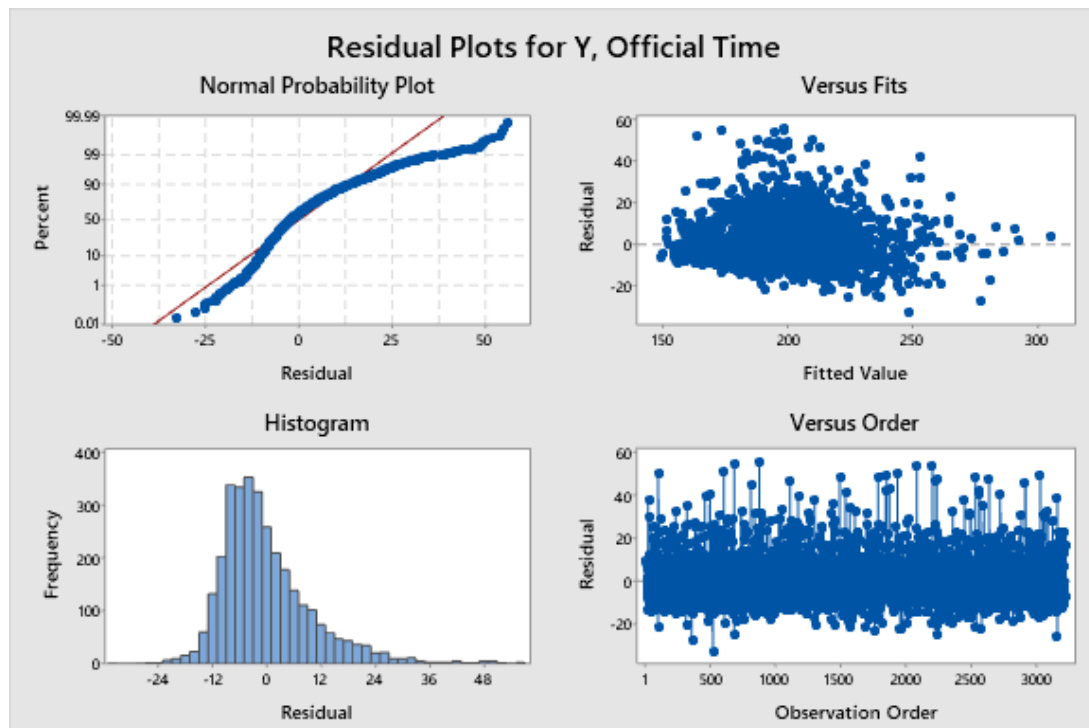 Residual Plots for Y, Official Time
Normal Probability Plot
99.99
99
90
50
10
1
0.01
Percent
-50 -25 0 25 50
Residual
Versus Fits
60
40
20
0
-20
Residual
150 200 250 300
Fitted Value
Histogram
400
300
200
100
0
Frequency
-24 -12 0 12 24 36 48
Residual
Versus Order
60
40
20
0
-20
Residual
1 500 1000 1500 2000 2500 3000
Observation Order